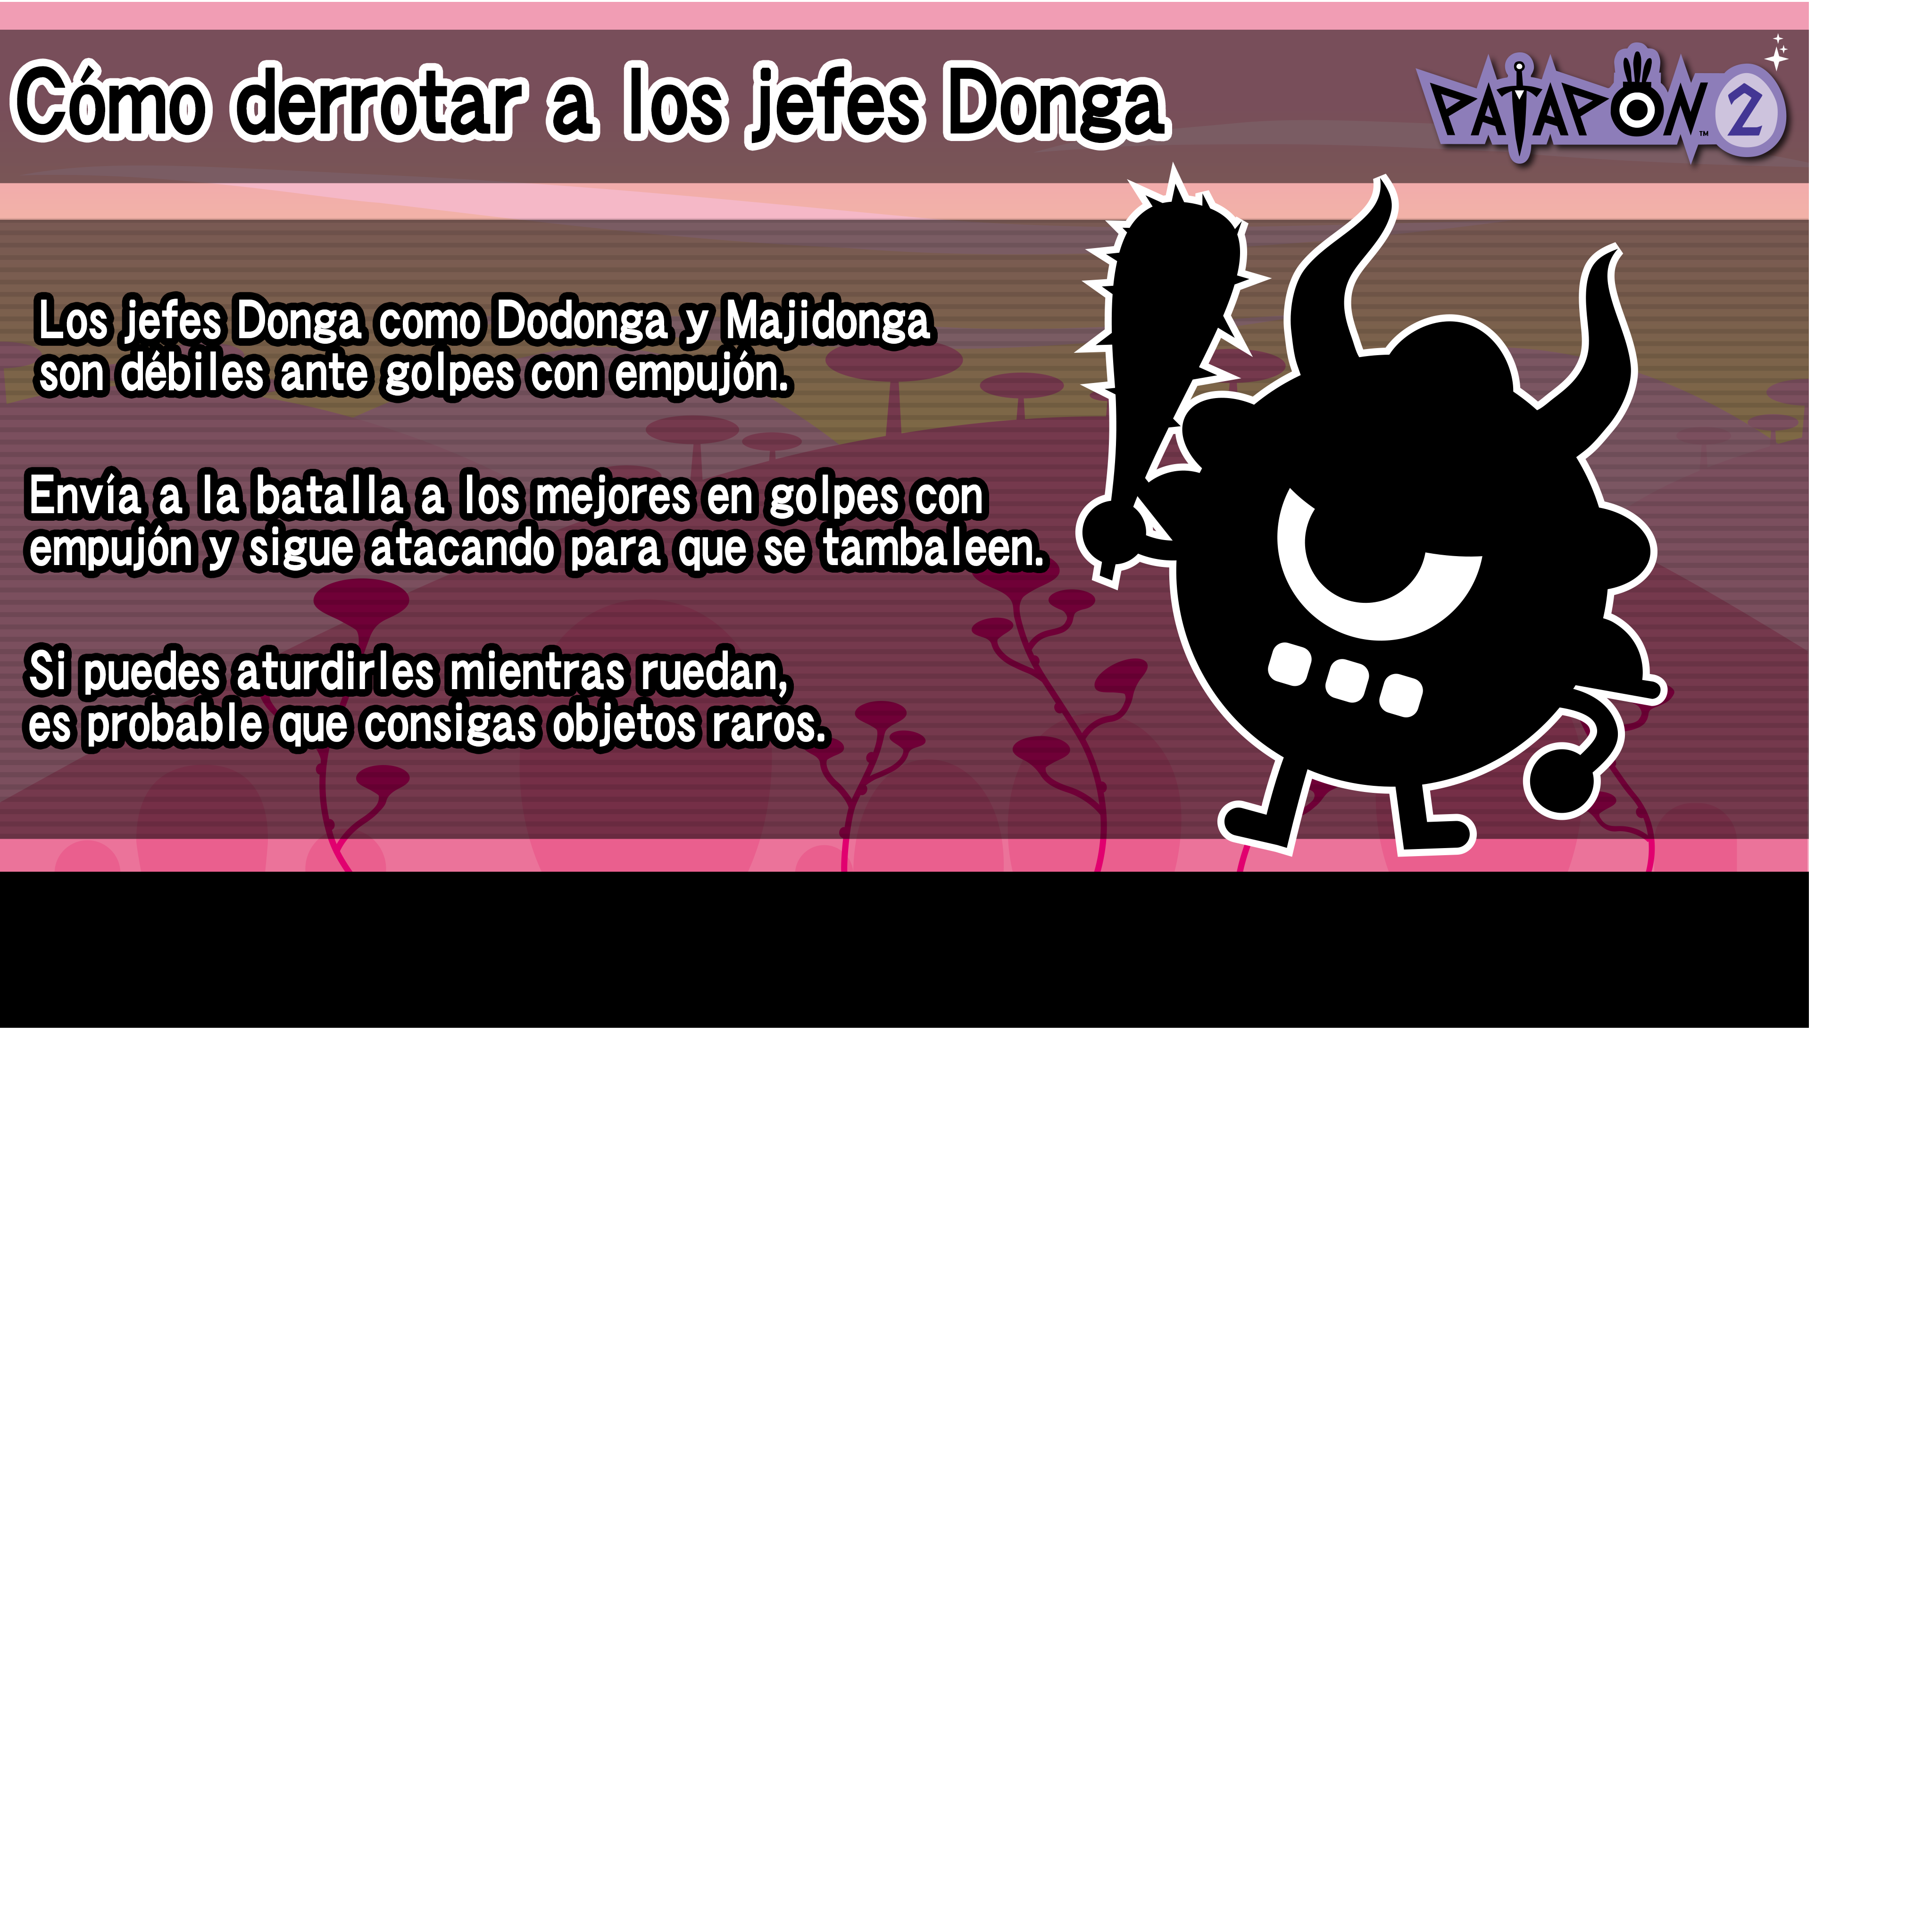 Cómo derrotar a los jefes Donga
PATAPON™ 2
Los jefes Donga como Dodonga y Majidonga
son débiles ante golpes con empujón.
Envía a la batalla a los mejores en golpes con
empujón y sigue atacando para que se tambaleen.
Si puedes aturdirles mientras ruedan,
es probable que consigas objetos raros.